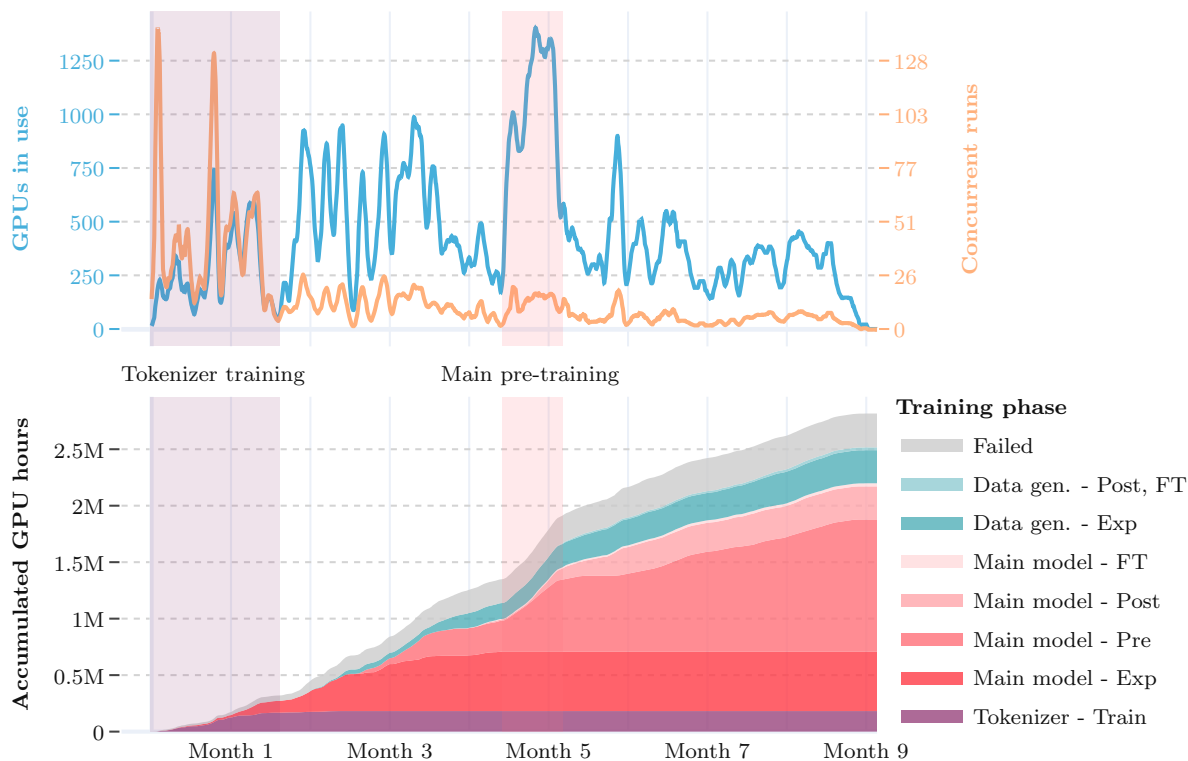 GPUs in use
1250
1000
750
500
250
0
128
103
77
51
26
0
Concurrent runs
Tokenizer training
Main pre-training
Accumulated GPU hours
2.5M
2M
1.5M
1M
0.5M
0
Month 1
Month 3
Month 5
Month 7
Month 9
Training phase
Failed
Data gen. - Post, FT
Data gen. - Exp
Main model - FT
Main model - Post
Main model - Pre
Main model - Exp
Tokenizer - Train